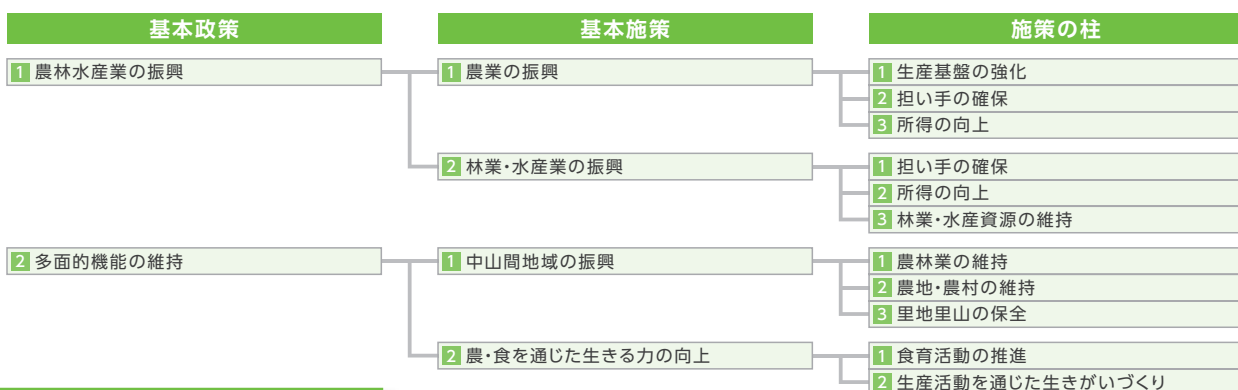 基本政策
基本施策
施策の柱
1 農林水産業の振興
1 農業の振興
1 生産基盤の強化
2 担い手の確保
3 所得の向上
2 林業・水産業の振興
1 担い手の確保
2 所得の向上
3 林業・水産資源の維持
2 多面的機能の維持
1 中山間地域の振興
1 農林業の維持
2 農地・農村の維持
3 里地里山の保全
2 農・食を通じた生きる力の向上
1 食育活動の推進
2 生産活動を通じた生きがいづくり